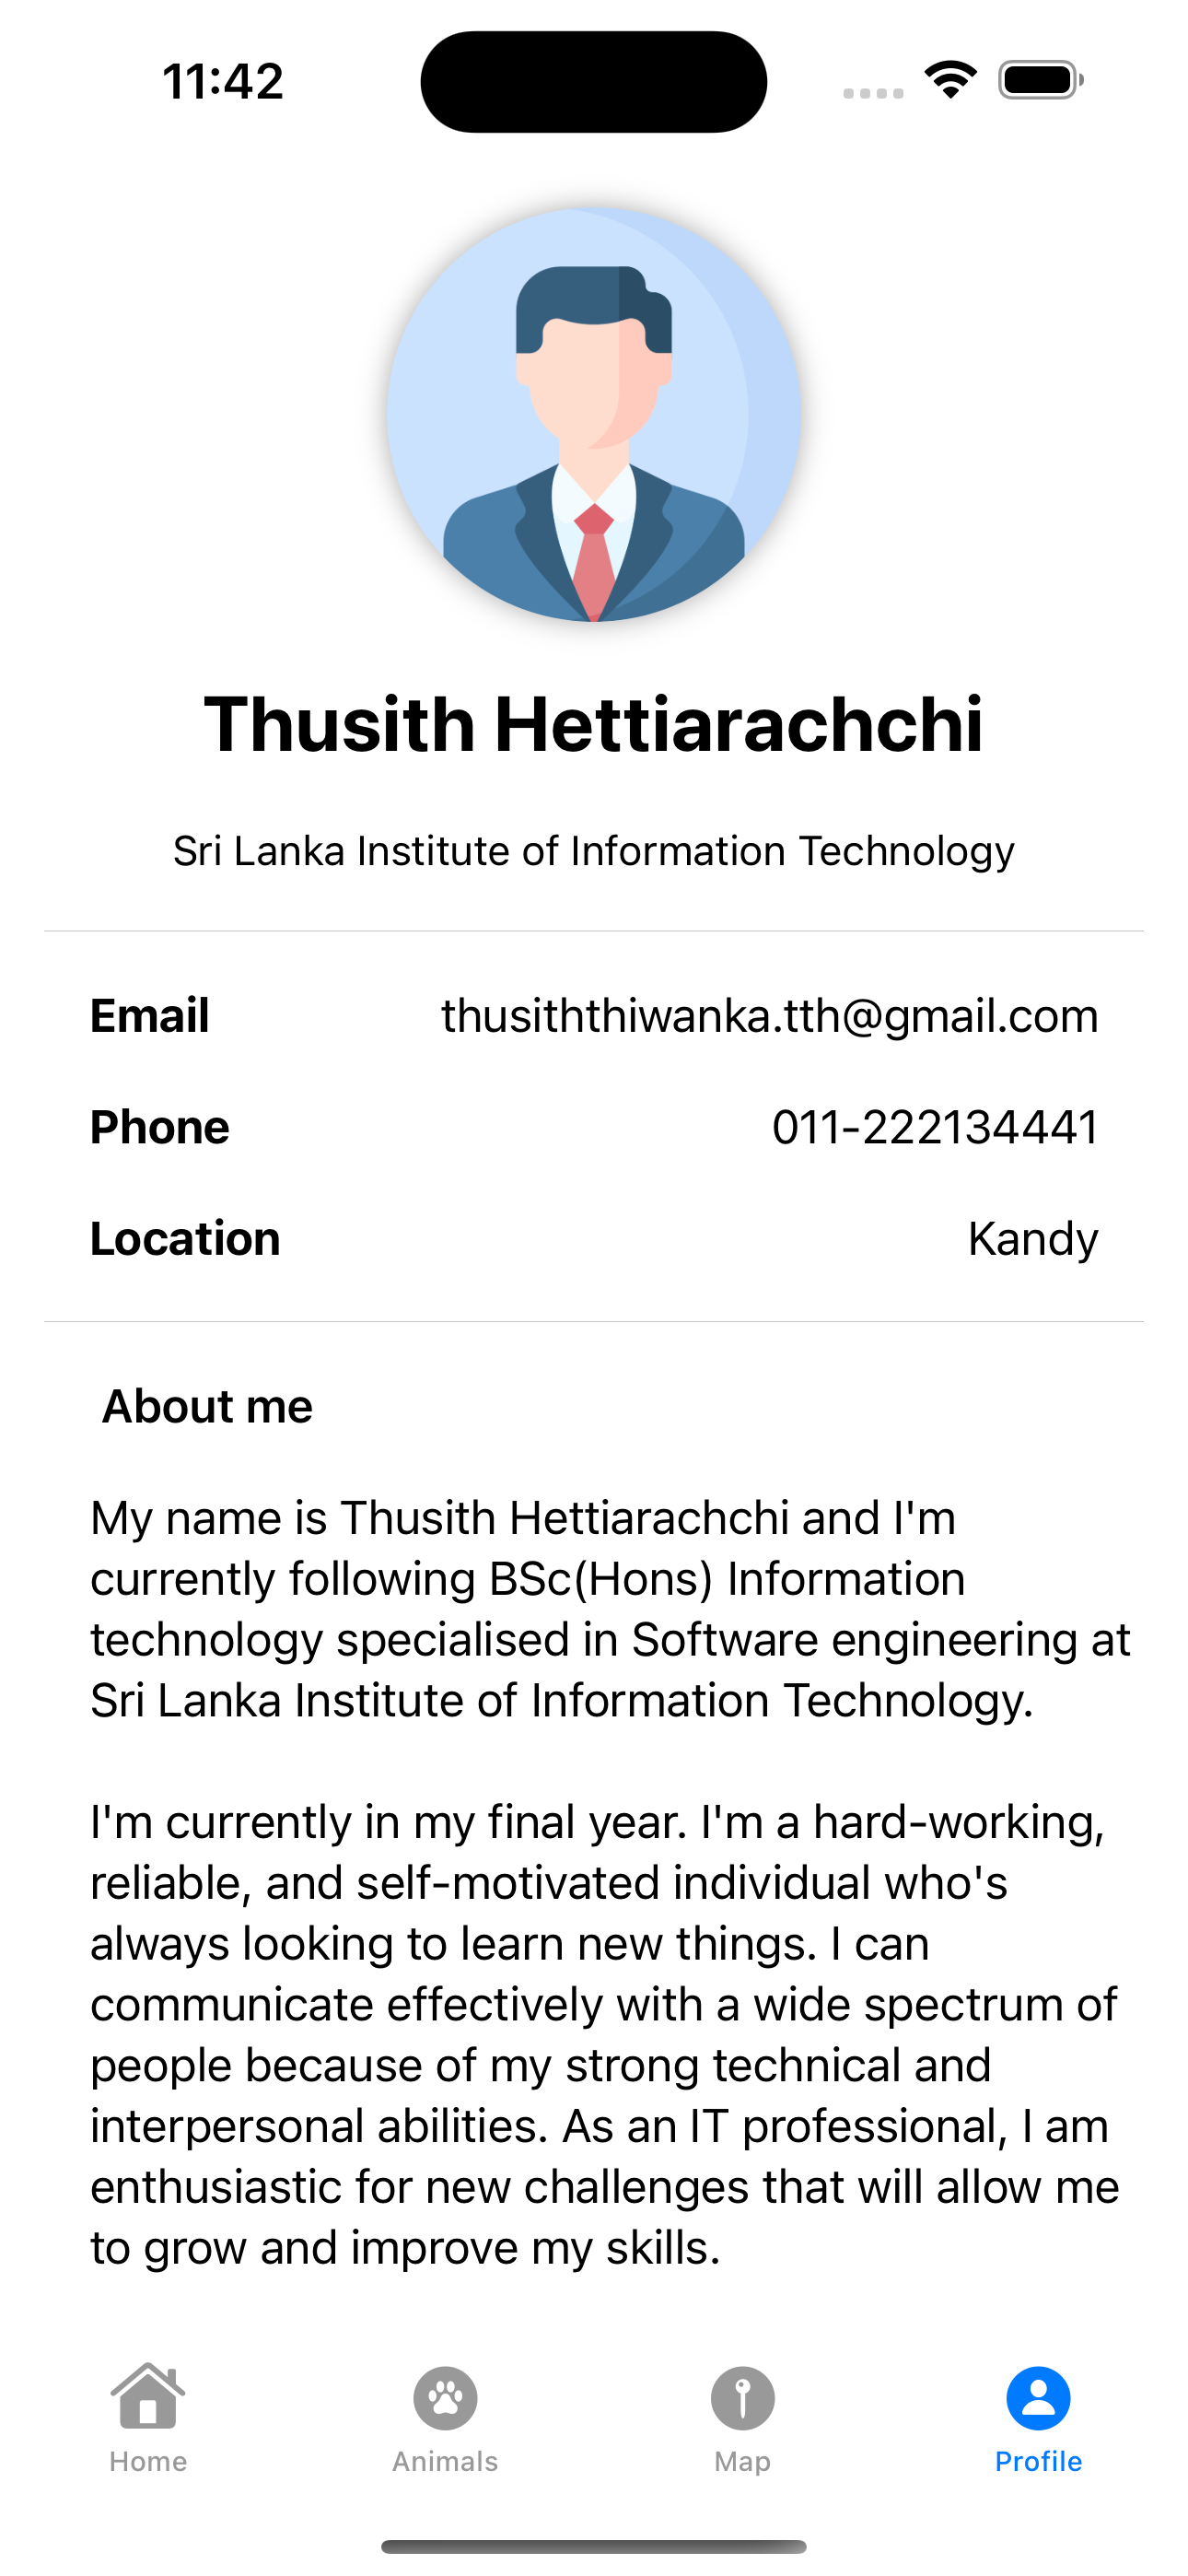 11:42
Thusith Hettiarachchi
Sri Lanka Institute of Information Technology
Email thusiththiwanka.tth@gmail.com
Phone 011-222134441
Location Kandy
About me
My name is Thusith Hettiarachchi and I'm
currently following BSc(Hons) Information
technology specialised in Software engineering at
Sri Lanka Institute of Information Technology.
I'm currently in my final year. I'm a hard-working,
reliable, and self-motivated individual who's
always looking to learn new things. I can
communicate effectively with a wide spectrum of
people because of my strong technical and
interpersonal abilities. As an IT professional, I am
enthusiastic for new challenges that will allow me
to grow and improve my skills.
Home Animals Map Profile